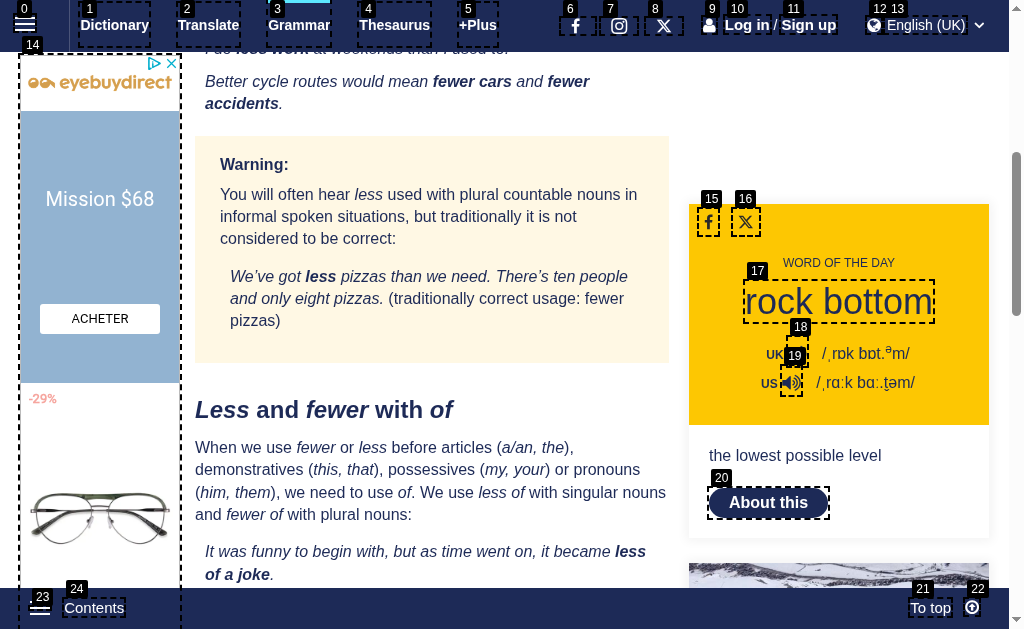 0
1
2
3
4
5
6
7
8
9
10
11
12
13
Dictionary
Translate
Grammar
Thesaurus
+Plus
Log in / Sign up
English (UK)
14
eyebuydirect
Mission $68
ACHETER
-29%
Better cycle routes would mean fewer cars and fewer
accidents.
Warning:
You will often hear less used with plural countable nouns in
informal spoken situations, but traditionally it is not
considered to be correct:
We’ve got less pizzas than we need. There’s ten people
and only eight pizzas. (traditionally correct usage: fewer
pizzas)
Less and fewer with of
When we use fewer or less before articles (a/an, the),
demonstratives (this, that), possessives (my, your) or pronouns
(him, them), we need to use of. We use less of with singular nouns
and fewer of with plural nouns:
It was funny to begin with, but as time went on, it became less
of a joke.
15
16
WORD OF THE DAY
17
rock bottom
18
UK /ˌrɒk bɒt.ᵊm/
19
US /ˌrɑːk bɑː.t̬əm/
the lowest possible level
20
About this
23
24
Contents
21
22
To top